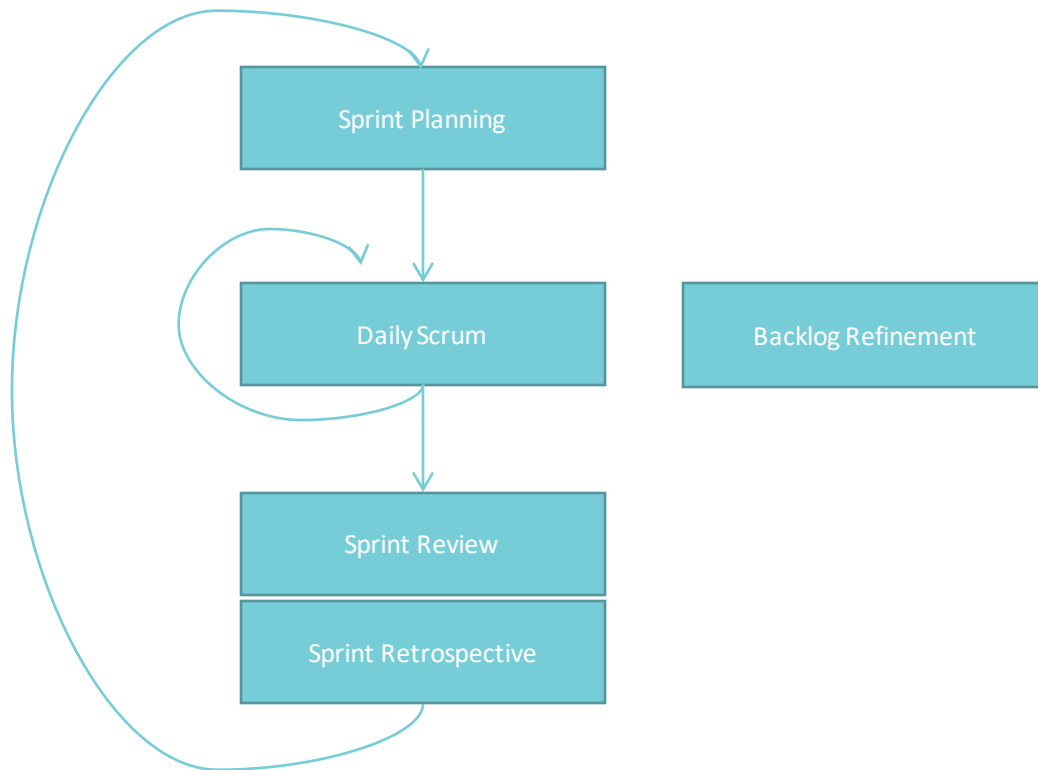 Sprint Planning
Daily Scrum
Backlog Refinement
Sprint Review
Sprint Retrospective